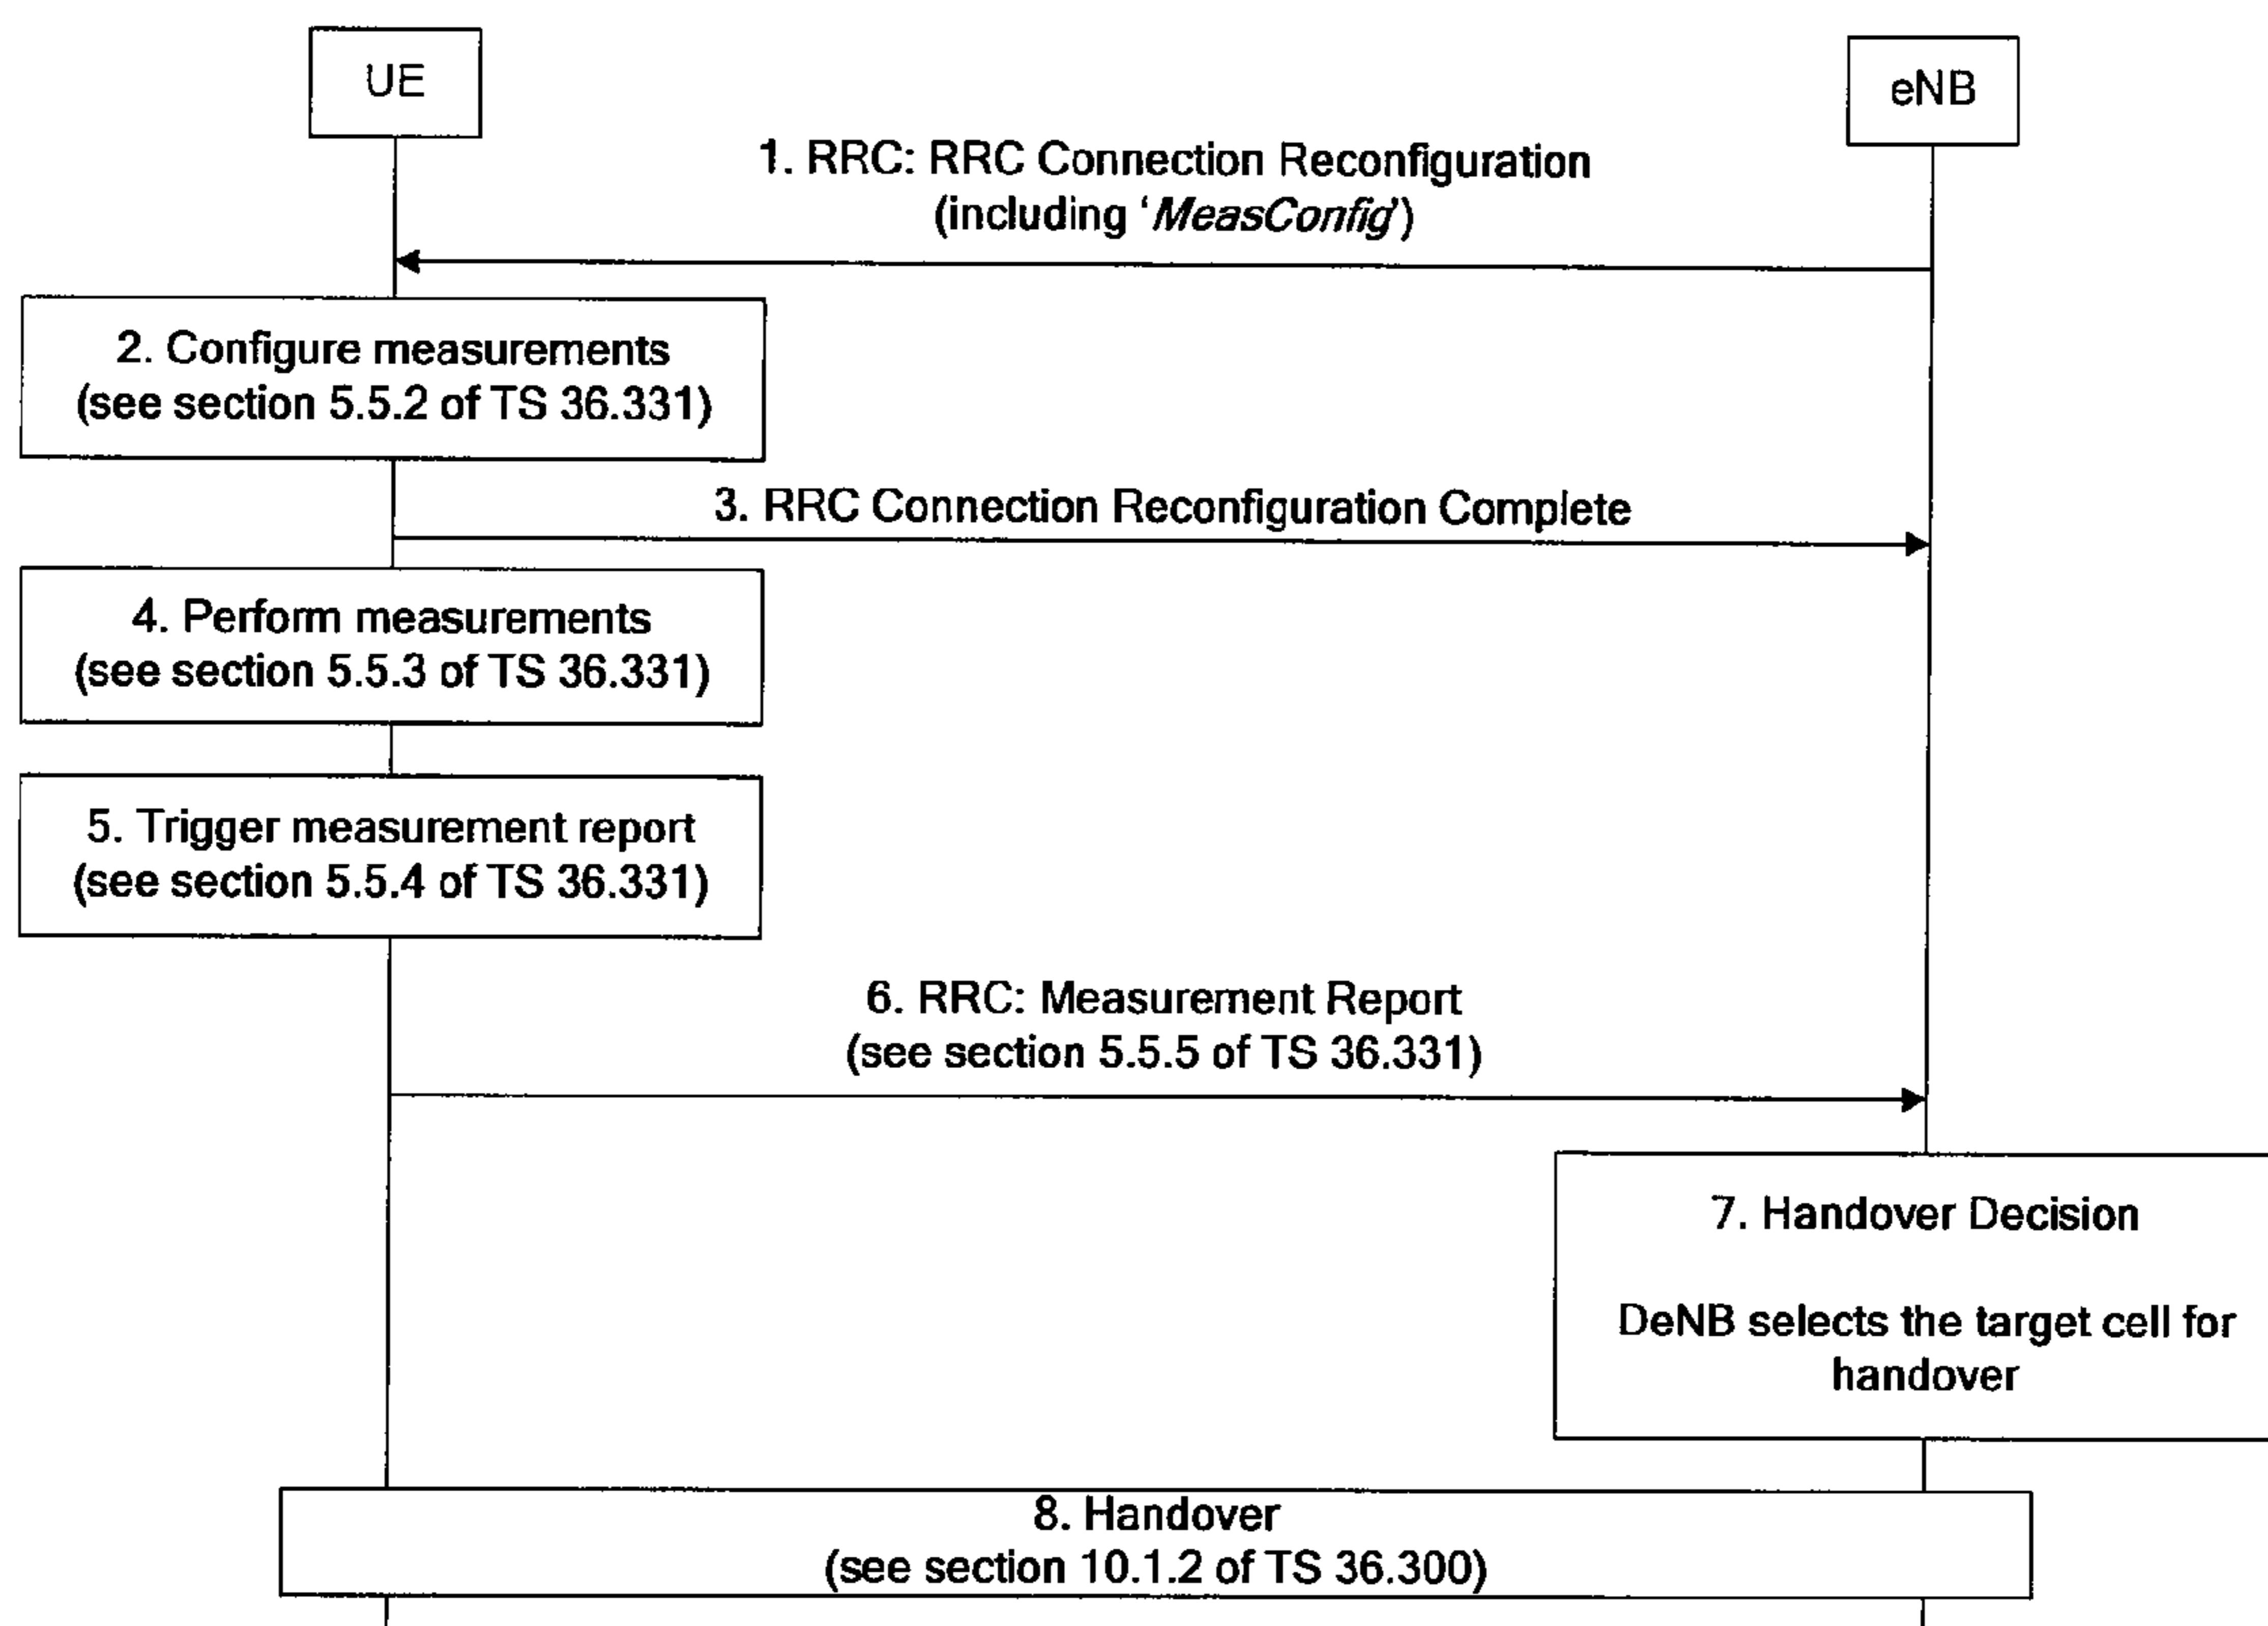 UE
eNB
1. RRC: RRC Connection Reconfiguration
(including ‘MeasConfig’)
2. Configure measurements
(see section 5.5.2 of TS 36.331)
3. RRC Connection Reconfiguration Complete
4. Perform measurements
(see section 5.5.3 of TS 36.331)
5. Trigger measurement report
(see section 5.5.4 of TS 36.331)
6. RRC: Measurement Report
(see section 5.5.5 of TS 36.331)
7. Handover Decision
DeNB selects the target cell for
handover
8. Handover
(see section 10.1.2 of TS 36.300)